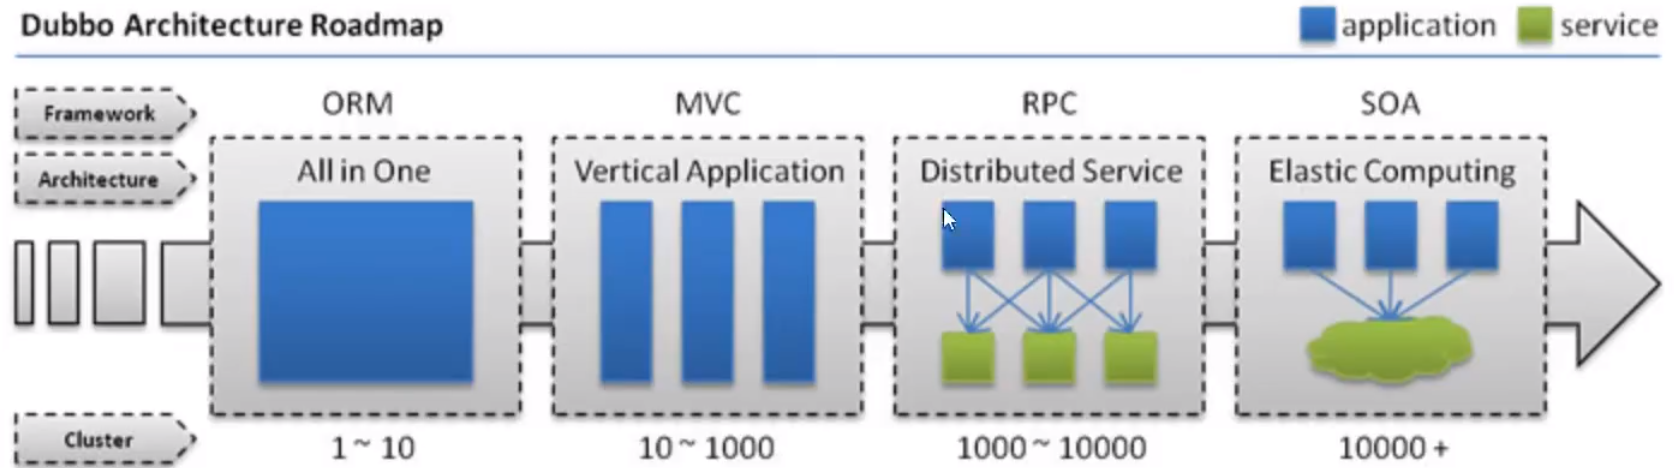 Dubbo Architecture Roadmap
application service
Framework ORM MVC RPC SOA
Architecture All in One Vertical Application Distributed Service Elastic Computing
Cluster 1 ~ 10 10 ~ 1000 1000 ~ 10000 10000 +